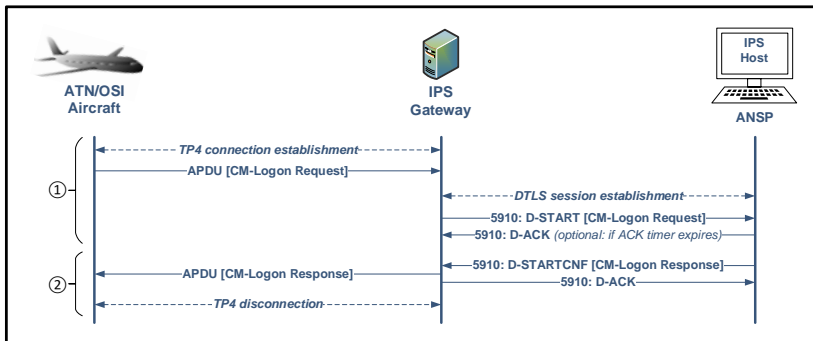 ATN/OSI
Aircraft
IPS
Gateway
IPS
Host
ANSP
1
TP4 connection establishment
APDU [CM-Logon Request]
DTLS session establishment
5910: D-START [CM-Logon Request]
5910: D-ACK (optional: if ACK timer expires)
2
5910: D-STARTCNF [CM-Logon Response]
APDU [CM-Logon Response]
5910: D-ACK
TP4 disconnection